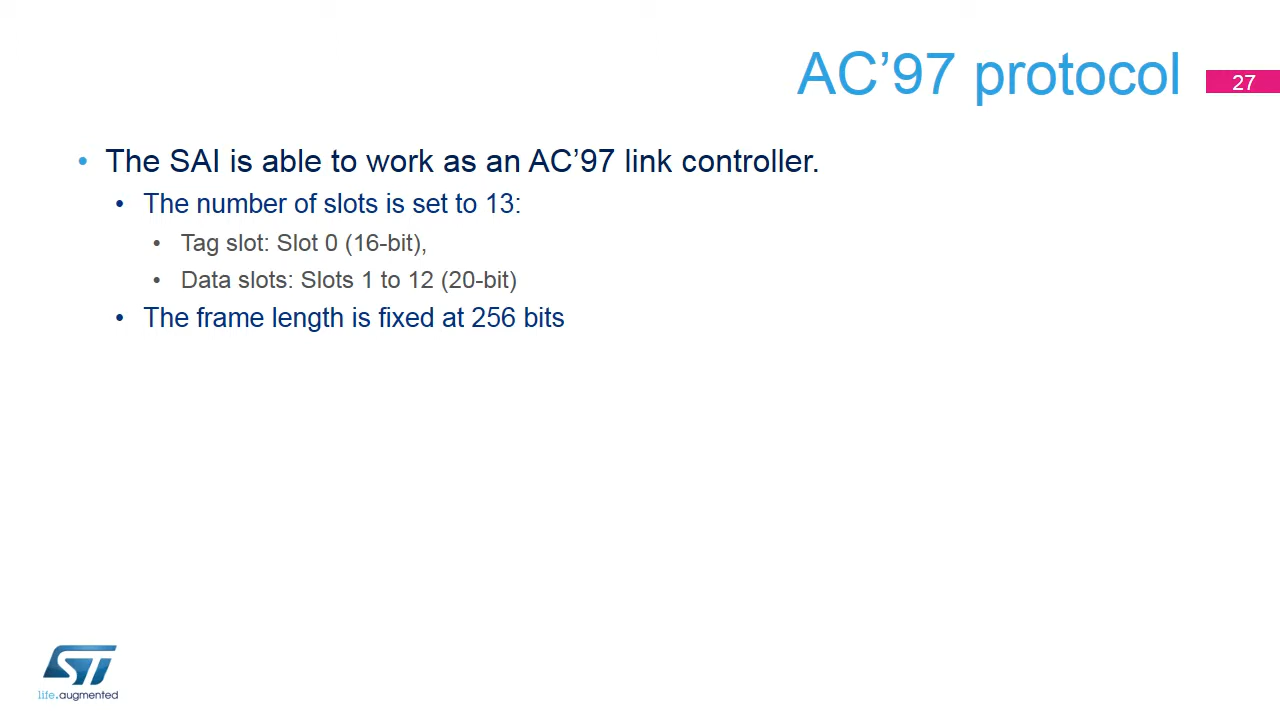 AC’97 protocol
27
• The SAI is able to work as an AC’97 link controller.
• The number of slots is set to 13:
• Tag slot: Slot 0 (16-bit),
• Data slots: Slots 1 to 12 (20-bit)
• The frame length is fixed at 256 bits
ST
life.augmented